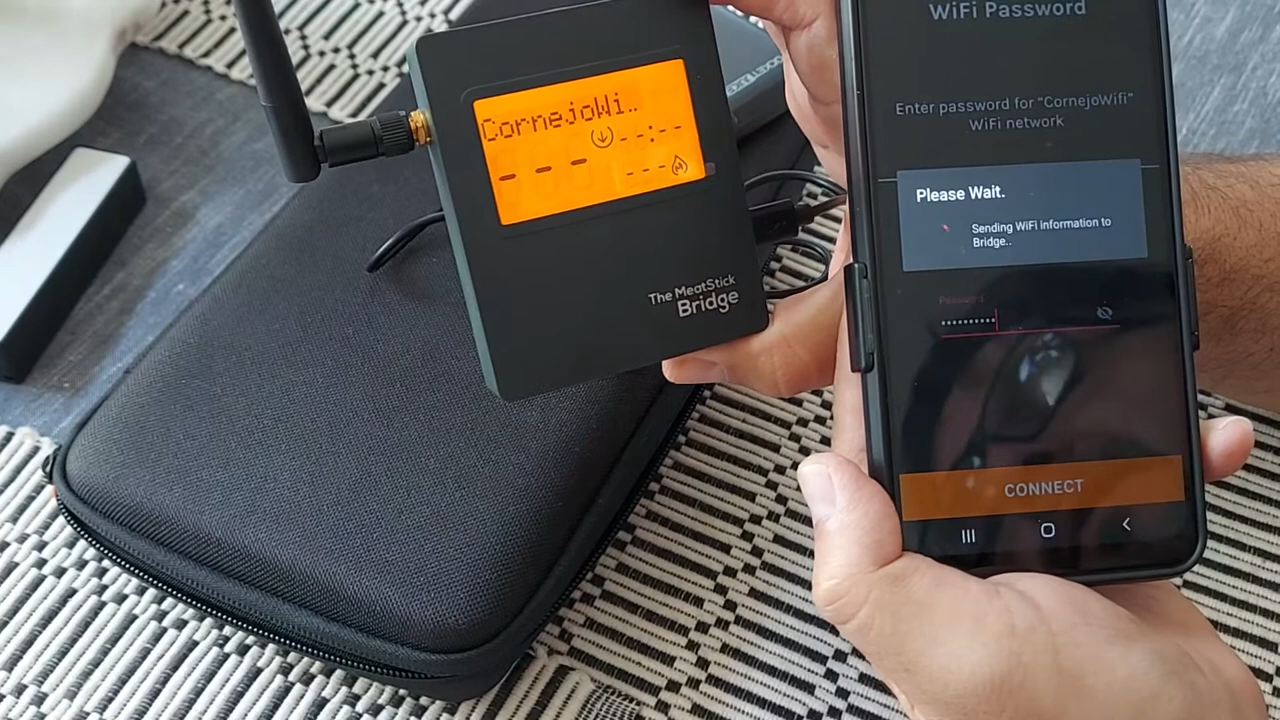 CornejoWi..
--:--
- - -
---
The MeatStick
Bridge
WiFi Password
Enter password for "CornejoWifi"
WiFi network
Please Wait.
Sending WiFi information to
Bridge..
Password
CONNECT